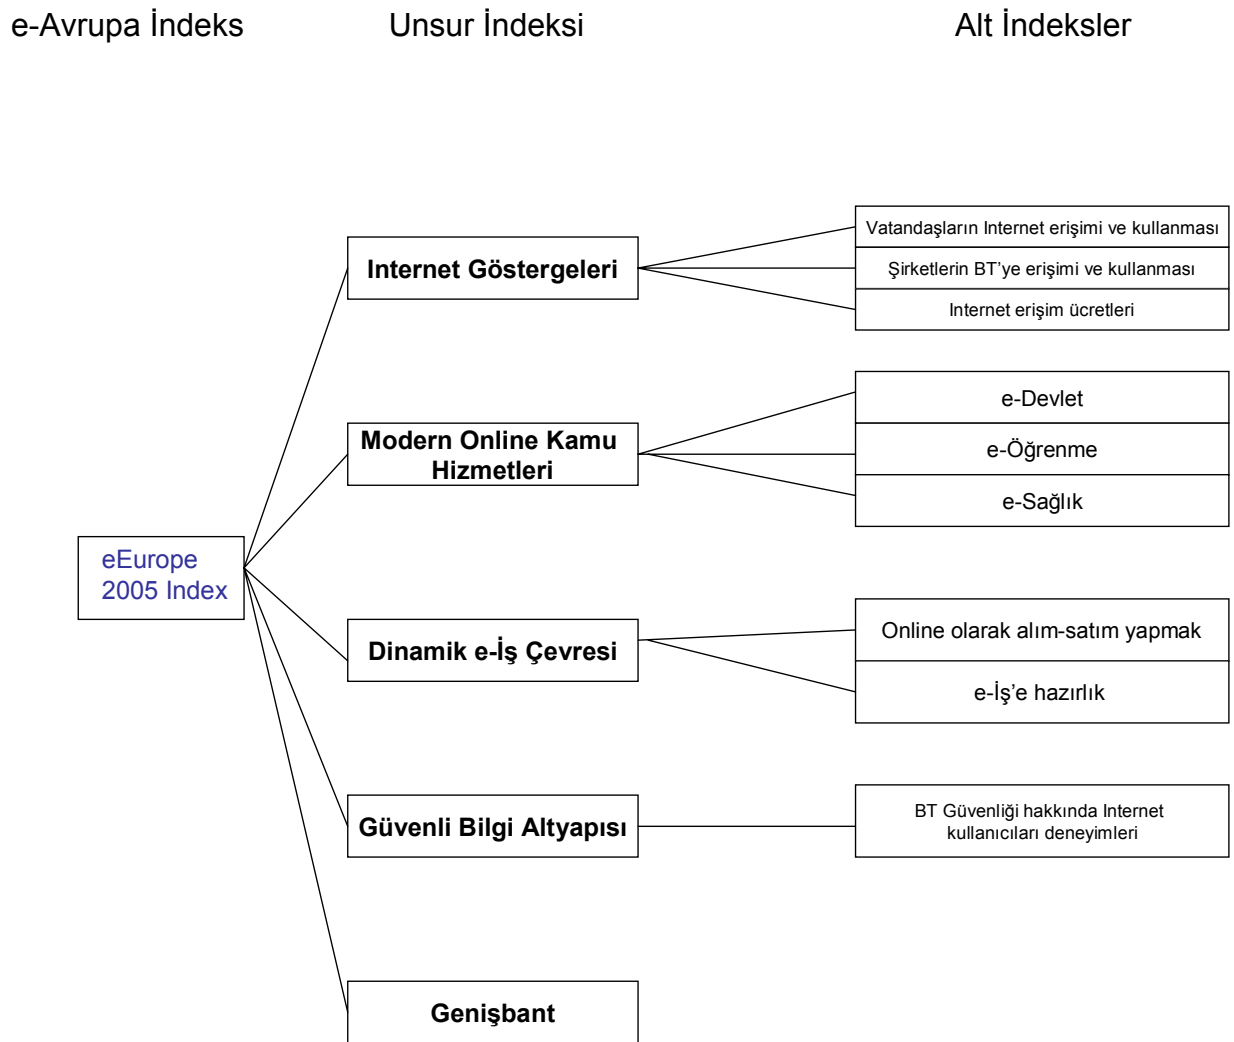 e-Avrupa İndeks
Unsur İndeksi
Alt İndeksler
eEurope
2005 Index
Internet Göstergeleri
Vatandaşların Internet erişimi ve kullanması
Şirketlerin BT’ye erişimi ve kullanması
Internet erişim ücretleri
Modern Online Kamu
Hizmetleri
e-Devlet
e-Öğrenme
e-Sağlık
Dinamik e-İş Çevresi
Online olarak alım-satım yapmak
e-İş’e hazırlık
Güvenli Bilgi Altyapısı
BT Güvenliği hakkında Internet
kullanıcıları deneyimleri
Genişbant